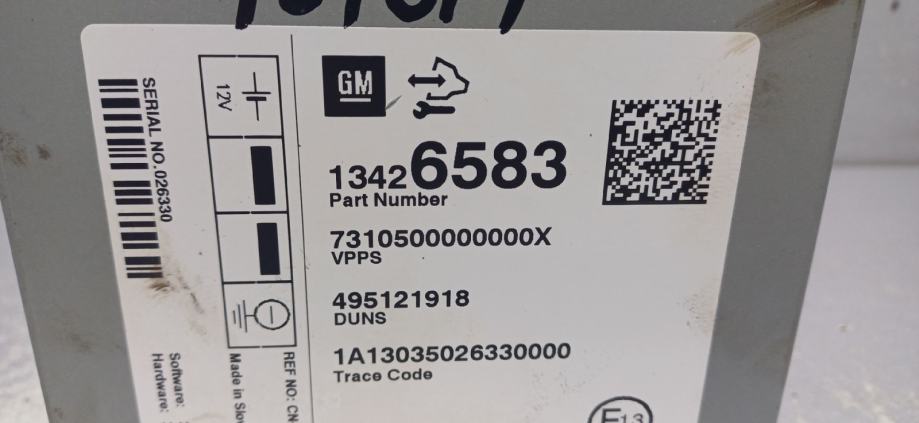 GM
13426583
Part Number
7310500000000X
VPPS
495121918
DUNS
1A13035026330000
Trace Code
E13
SERIAL NO.026330
12V
REF NO: CN
Made in Slov
Software:
Hardware: